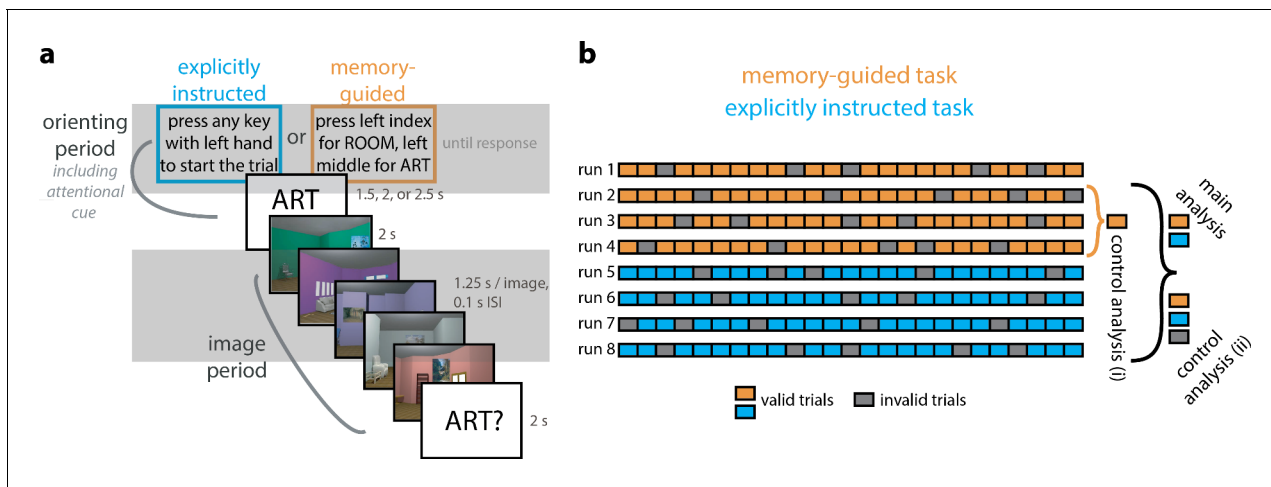 a
explicitly
instructed
memory-
guided
orienting
period
including
attentional
cue
press any key
with left hand
to start the trial
or
press left index
for ROOM, left
middle for ART
until response
ART
1.5, 2, or 2.5 s
2 s
1.25 s / image,
0.1 s ISI
image
period
ART?
2 s
b
memory-guided task
explicitly instructed task
run 1
run 2
run 3
run 4
run 5
run 6
run 7
run 8
control analysis (i)
main
analysis
control
analysis (ii)
valid trials
invalid trials